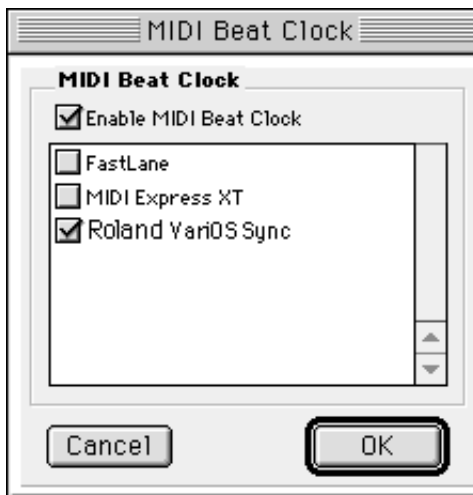 MIDI Beat Clock
MIDI Beat Clock
Enable MIDI Beat Clock
FastLane
MIDI Express XT
Roland VariOS Sync
Cancel
OK